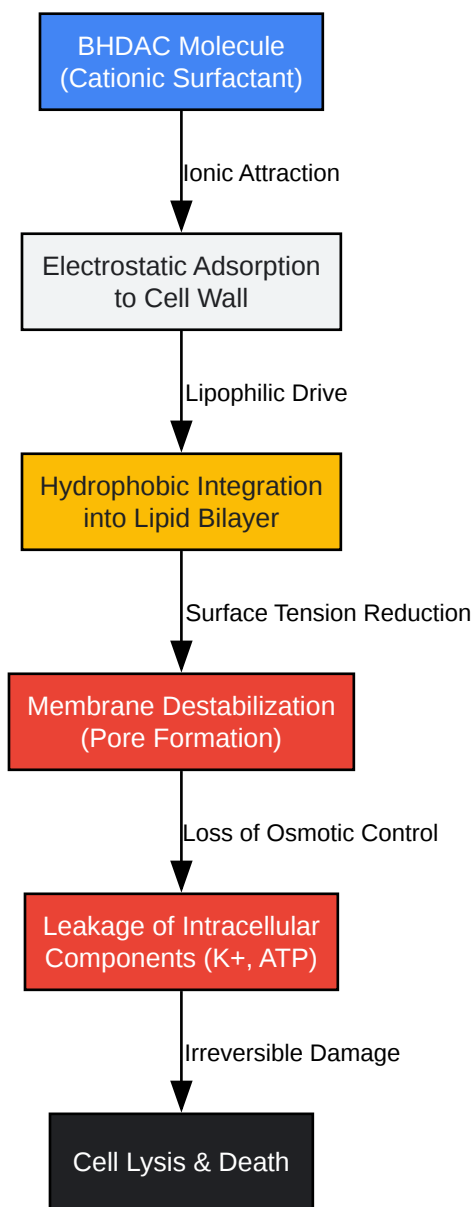 BHDAC Molecule
(Cationic Surfactant)
Ionic Attraction
Electrostatic Adsorption
to Cell Wall
Lipophilic Drive
Hydrophobic Integration
into Lipid Bilayer
Surface Tension Reduction
Membrane Destabilization
(Pore Formation)
Loss of Osmotic Control
Leakage of Intracellular
Components (K+, ATP)
Irreversible Damage
Cell Lysis & Death